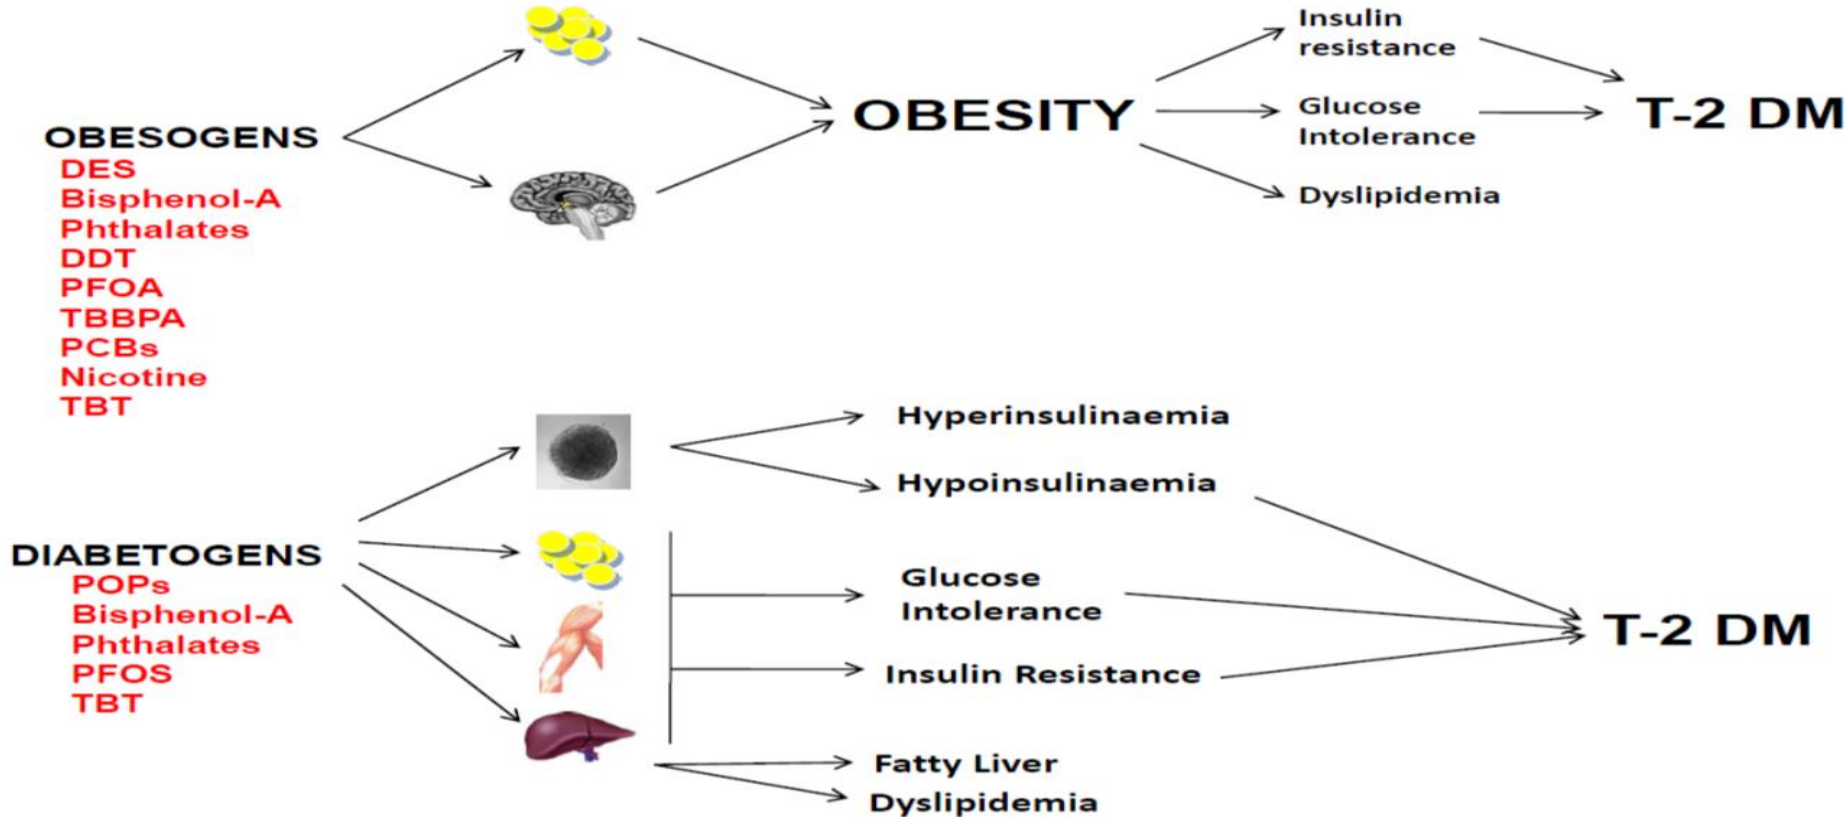 OBESOGENS
DES
Bisphenol-A
Phthalates
DDT
PFOA
TBBPA
PCBs
Nicotine
TBT
OBESITY
Insulin
resistance
Glucose
Intolerance
Dyslipidemia
T-2 DM
DIABETOGENS
POPs
Bisphenol-A
Phthalates
PFOS
TBT
Hyperinsulinaemia
Hypoinsulinaemia
Glucose
Intolerance
Insulin Resistance
Fatty Liver
Dyslipidemia
T-2 DM